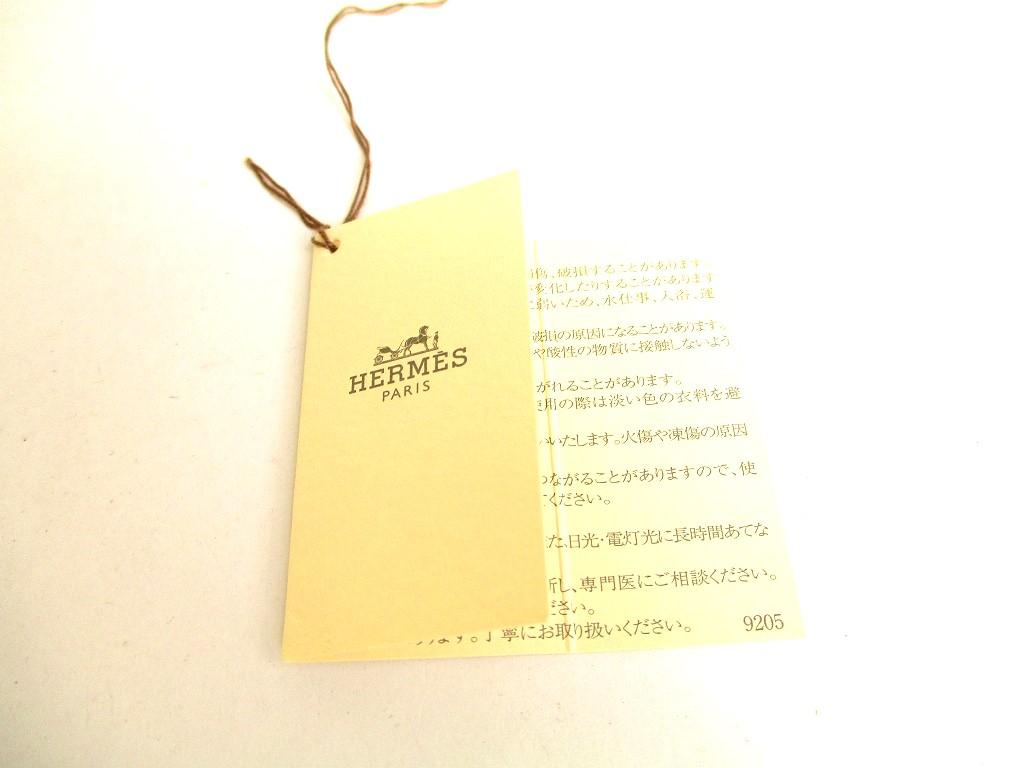 HERMÈS
PARIS
傷、破損することがあります。
変化したりすることがあります
に弱いため、水仕事、入浴、運
破損の原因になることがあります。
や酸性の物質に接触しないよう
がれることがあります。
使用の際は淡い色の衣料を避
いたします。火傷や凍傷の原因
つながることがありますので、使
てください。
た、日光・電灯光に長時間あてな
断し、専門医にご相談ください。
ださい。
ります。丁寧にお取り扱いください。
9205